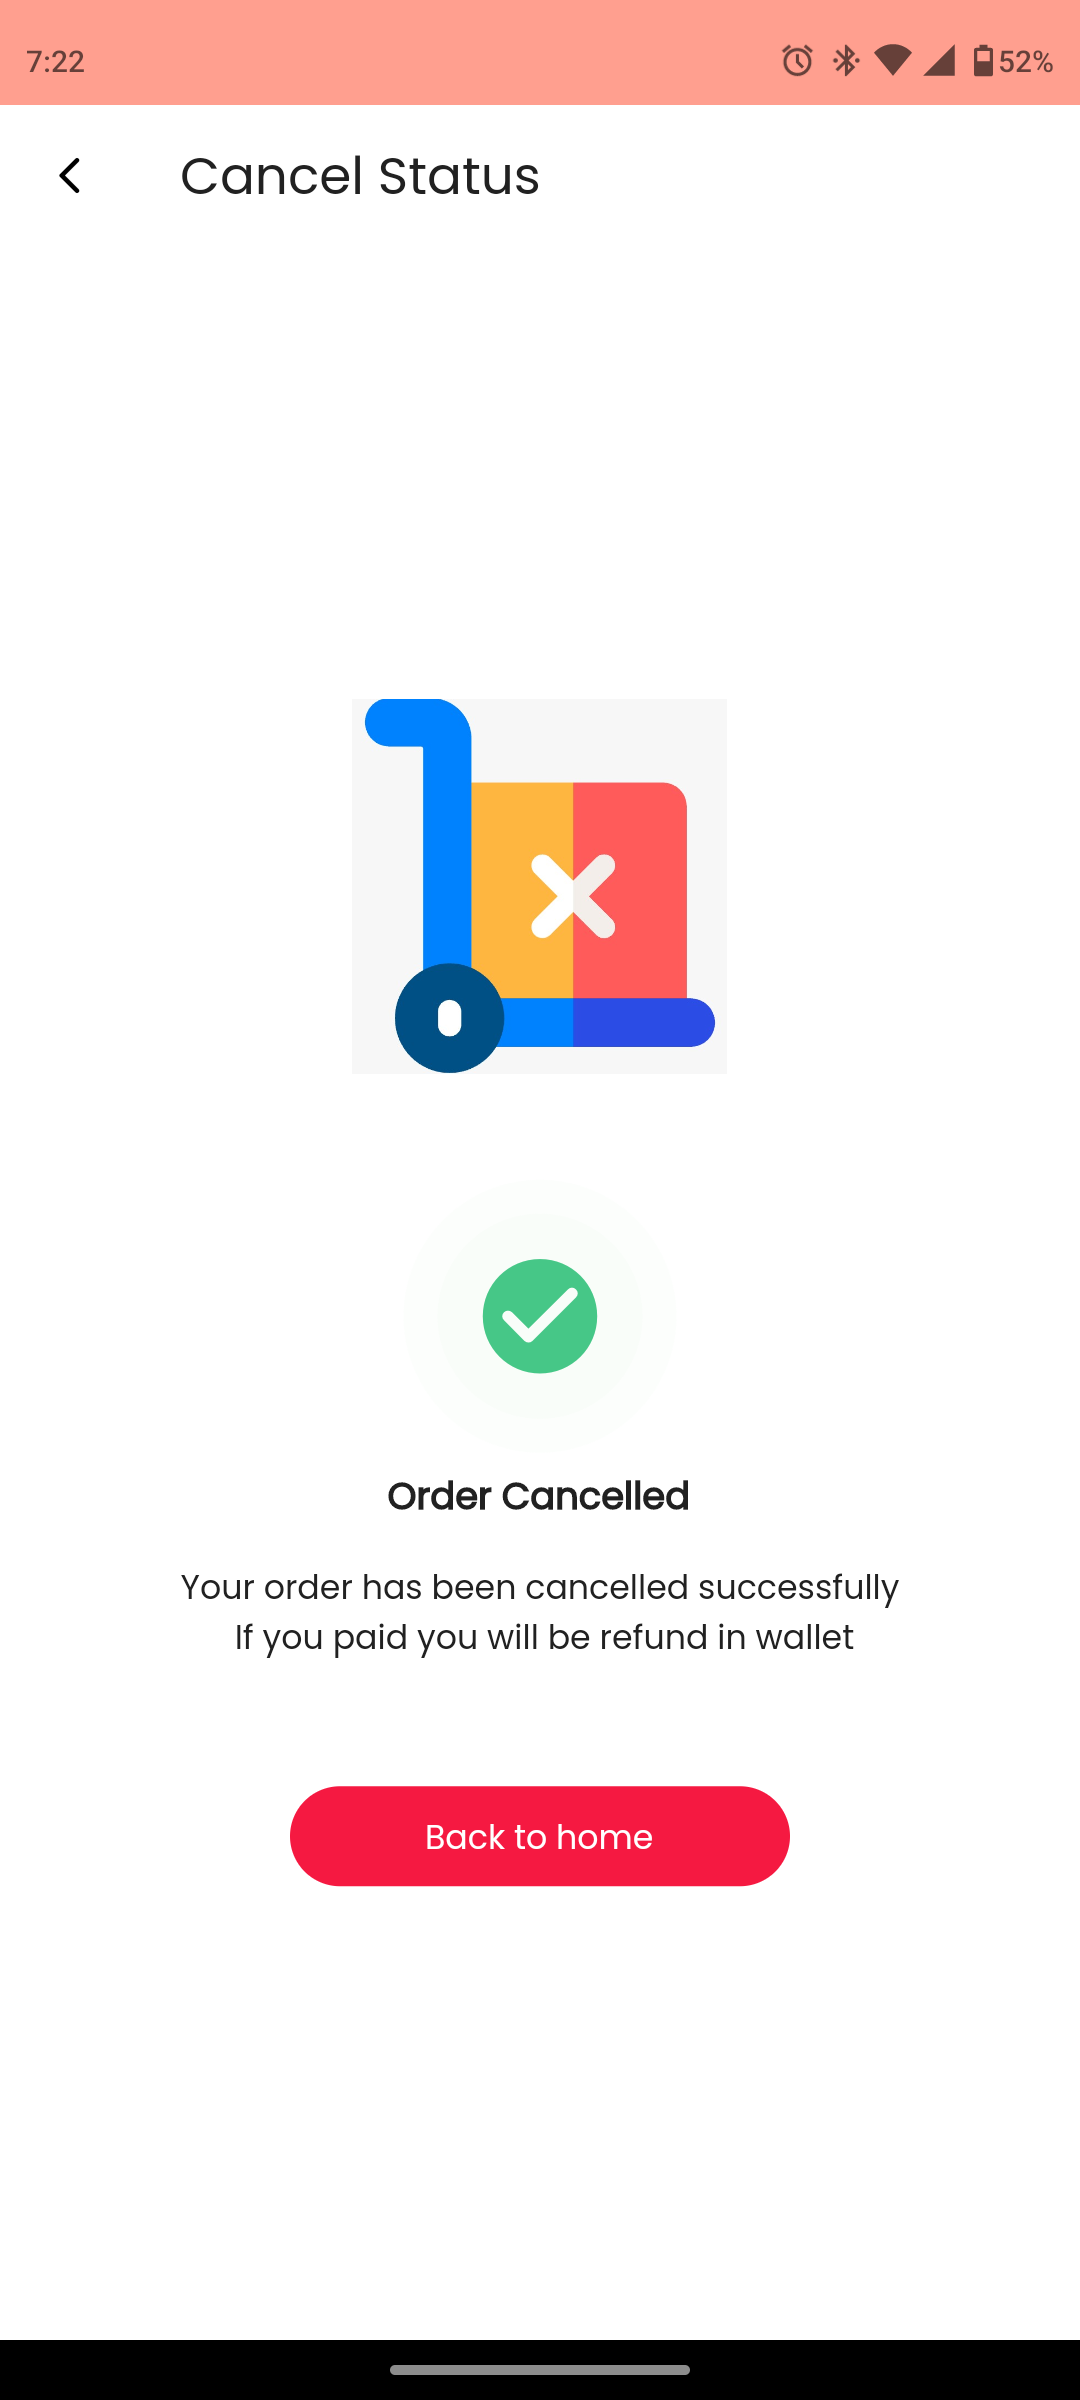 7:22
52%
Cancel Status
Order Cancelled
Your order has been cancelled successfully
If you paid you will be refund in wallet
Back to home